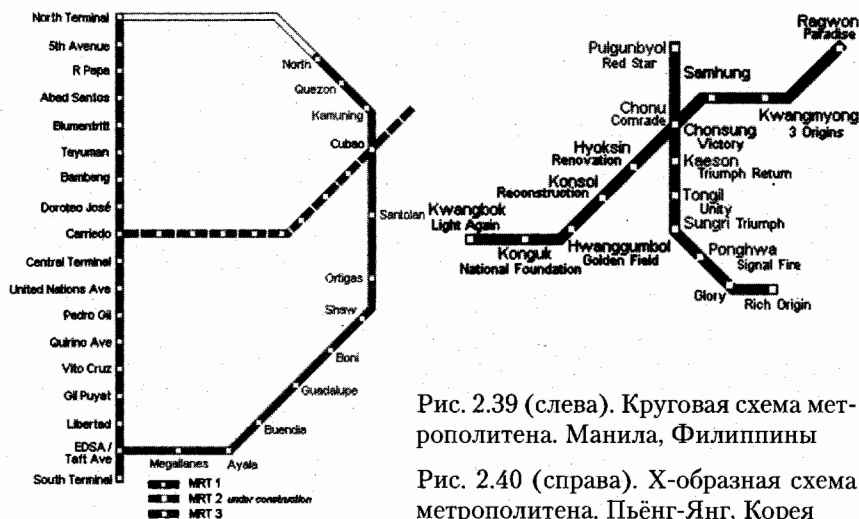 North Terminal
5th Avenue
R Papa
Abad Santos
Blumentritt
Tayuman
Bambang
Doroteo José
Carriedo
Central Terminal
United Nations Ave
Pedro Gil
Quirino Ave
Vito Cruz
Gil Puyat
Libertad
EDSA /
Taft Ave
South Terminal
North
Quezon
Kamuning
Cubao
Santolan
Ortigas
Shaw
Boni
Guadalupe
Buendia
Ayala
Megallanes
MRT 1
MRT 2 under construction
MRT 3
Pulgunbyol
Red Star
Ragwon
Paradise
Samhung
Kwangmyong
3 Origins
Chonu
Comrade
Chonsung
Victory
Hyoksin
Renovation
Kaeson
Triumph Return
Konsol
Reconstruction
Tongil
Unity
Kwangbok
Light Again
Sungri Triumph
Konguk
National Foundation
Hwanggumbol
Golden Field
Ponghwa
Signal Fire
Glory
Rich Origin
Рис. 2.39 (слева). Круговая схема мет-
рополитена. Манила, Филиппины
Рис. 2.40 (справа). Х-образная схема
метрополитена. Пьёнг-Янг, Корея